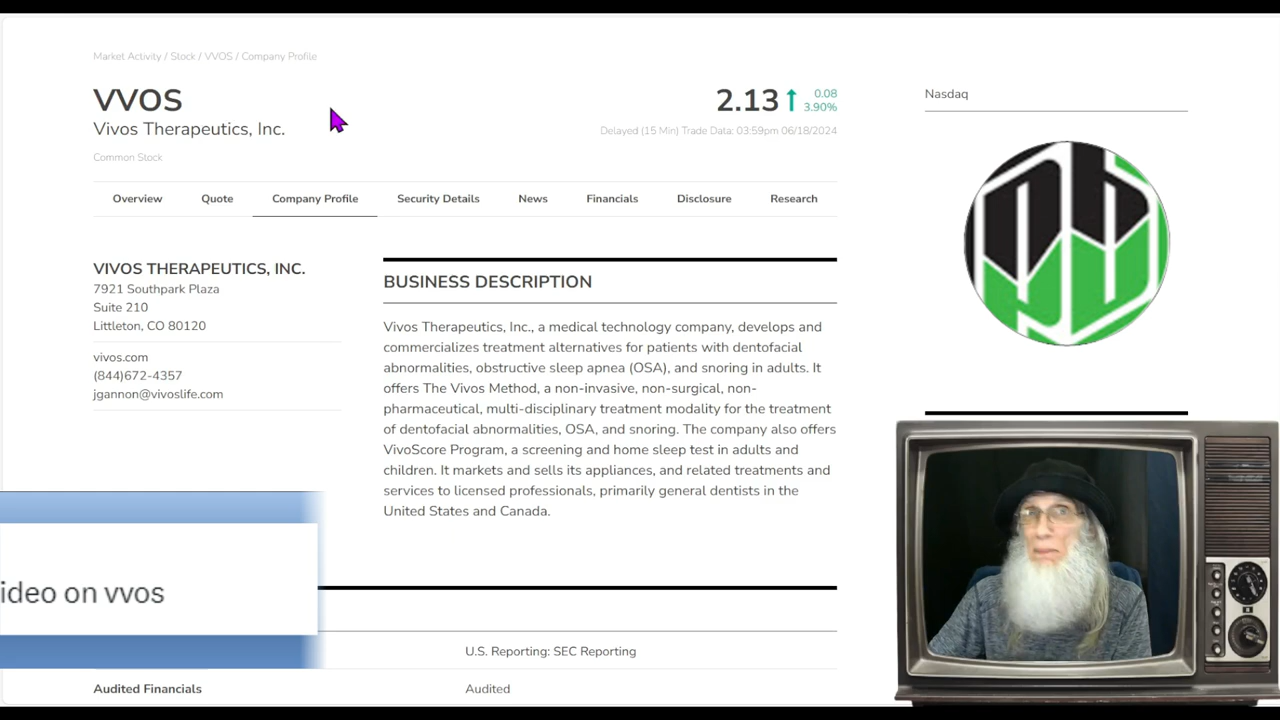 Market Activity / Stock / VVOS / Company Profile
VVOS
Vivos Therapeutics, Inc.
Common Stock
2.13
0.08
3.90%
Delayed (15 Min) Trade Data: 03:59pm 06/18/2024
Nasdaq
Overview
Quote
Company Profile
Security Details
News
Financials
Disclosure
Research
VIVOS THERAPEUTICS, INC.
7921 Southpark Plaza
Suite 210
Littleton, CO 80120
vivos.com
(844)672-4357
jgannon@vivoslife.com
BUSINESS DESCRIPTION
Vivos Therapeutics, Inc., a medical technology company, develops and
commercializes treatment alternatives for patients with dentofacial
abnormalities, obstructive sleep apnea (OSA), and snoring in adults. It
offers The Vivos Method, a non-invasive, non-surgical, non-
pharmaceutical, multi-disciplinary treatment modality for the treatment
of dentofacial abnormalities, OSA, and snoring. The company also offers
VivoScore Program, a screening and home sleep test in adults and
children. It markets and sells its appliances, and related treatments and
services to licensed professionals, primarily general dentists in the
United States and Canada.
ideo on vvos
U.S. Reporting: SEC Reporting
Audited Financials
Audited